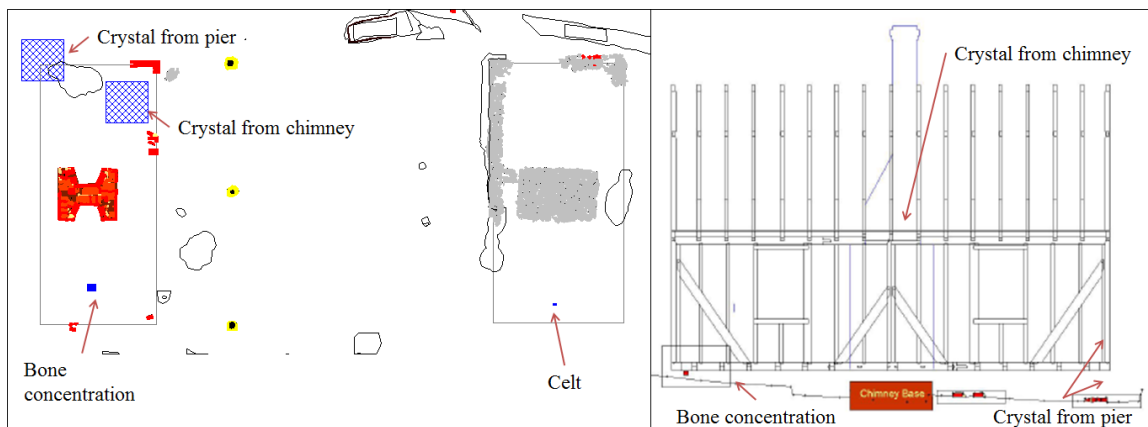 Crystal from pier
Crystal from chimney
Bone
concentration
Celt
Crystal from chimney
Chimney Base
Bone concentration
Crystal from pier